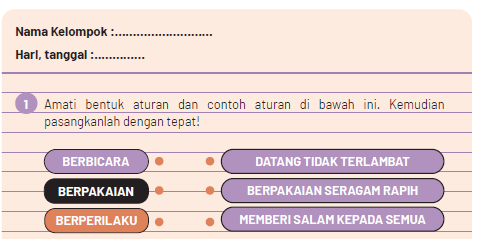 Nama Kelompok :...........................
Hari, tanggal :..............
1 Amati bentuk aturan dan contoh aturan di bawah ini. Kemudian
pasangkanlah dengan tepat!
BERBICARA DATANG TIDAK TERLAMBAT
BERPAKAIAN BERPAKAIAN SERAGAM RAPIH
BERPERILAKU MEMBERI SALAM KEPADA SEMUA